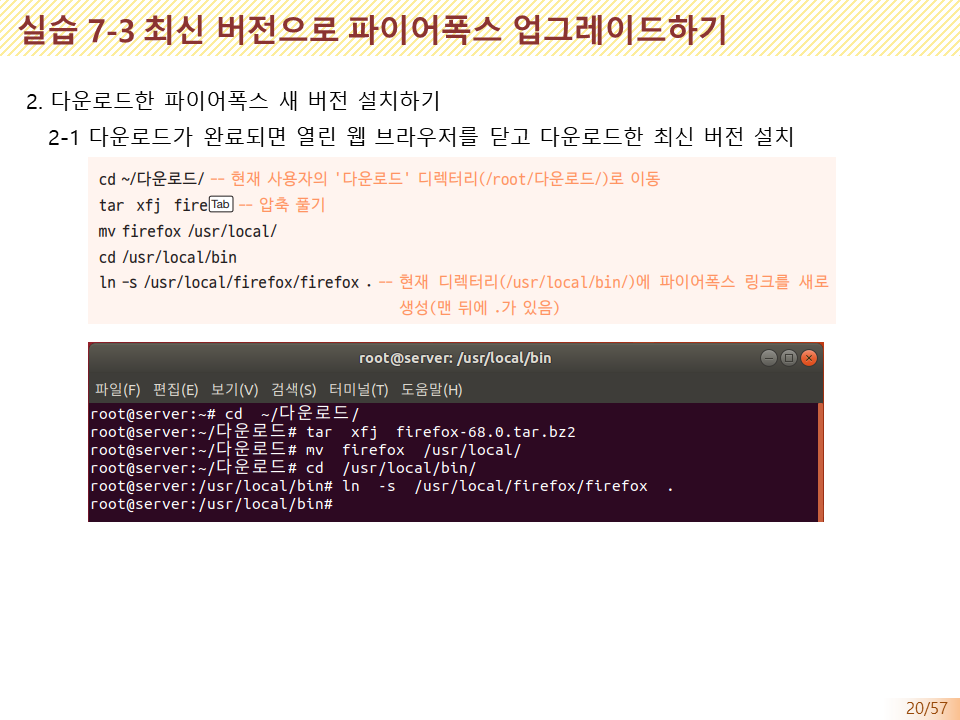 실습 7-3 최신 버전으로 파이어폭스 업그레이드하기
2. 다운로드한 파이어폭스 새 버전 설치하기
2-1 다운로드가 완료되면 열린 웹 브라우저를 닫고 다운로드한 최신 버전 설치
cd ~/다운로드/ -- 현재 사용자의 '다운로드' 디렉터리(/root/다운로드/)로 이동
tar xfj fire Tab -- 압축 풀기
mv firefox /usr/local/
cd /usr/local/bin
ln -s /usr/local/firefox/firefox . -- 현재 디렉터리(/usr/local/bin/)에 파이어폭스 링크를 새로
생성(맨 뒤에 .가 있음)
root@server: /usr/local/bin
파일(F) 편집(E) 보기(V) 검색(S) 터미널(T) 도움말(H)
root@server:~# cd  ~/다운로드/
root@server:~/다운로드# tar  xfj  firefox-68.0.tar.bz2
root@server:~/다운로드# mv  firefox  /usr/local/
root@server:~/다운로드# cd  /usr/local/bin/
root@server:/usr/local/bin# ln  -s  /usr/local/firefox/firefox  .
root@server:/usr/local/bin#
20/57